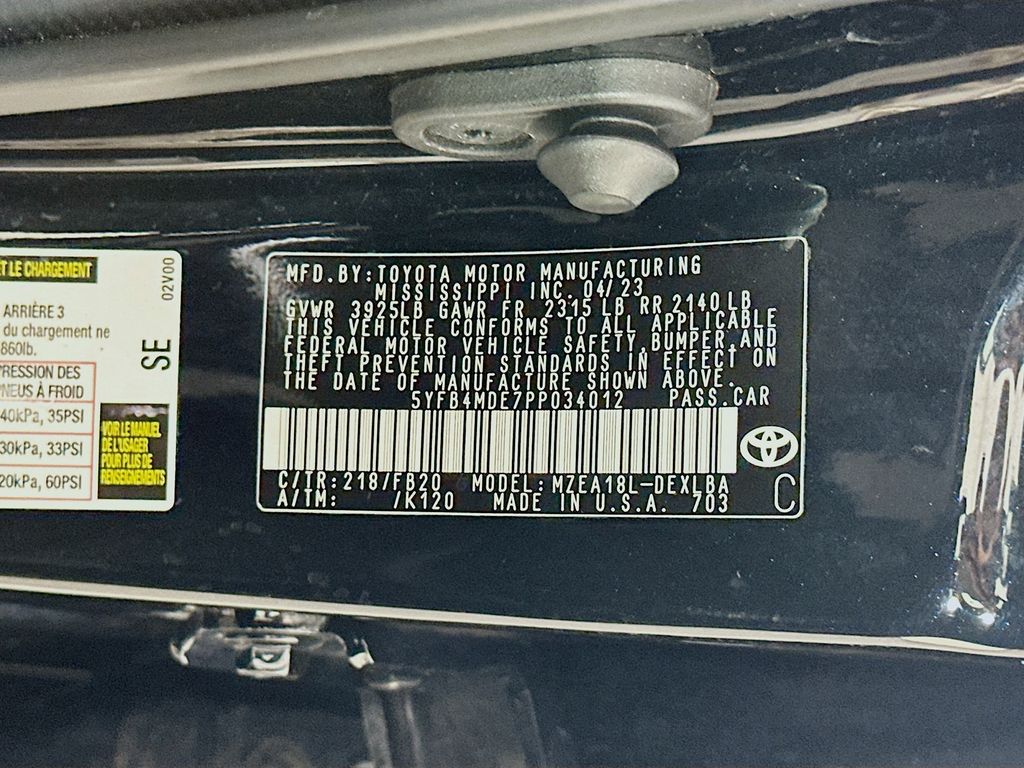 ET LE CHARGEMENT
02V00
ARRIÈRE 3
du chargement ne
860lb.
SE
PRESSION DES
PNEUS À FROID
40kPa, 35PSI
30kPa, 33PSI
20kPa, 60PSI
VOIR LE MANUEL
DE L'USAGER
POUR PLUS DE
RENSEIGNEMENTS
MFD. BY: TOYOTA MOTOR MANUFACTURING
MISSISSIPPI INC. 04/23
GVWR 3925LB GAWR FR 2315 LB RR 2140 LB
THIS VEHICLE CONFORMS TO ALL APPLICABLE
FEDERAL MOTOR VEHICLE SAFETY, BUMPER, AND
THEFT PREVENTION STANDARDS IN EFFECT ON
THE DATE OF MANUFACTURE SHOWN ABOVE.
5YFB4MDE7PP034012 PASS. CAR
C/TR: 218/FB20 MODEL: MZEA18L-DEXLBA
A/TM: /K120 MADE IN U.S.A. 703
C